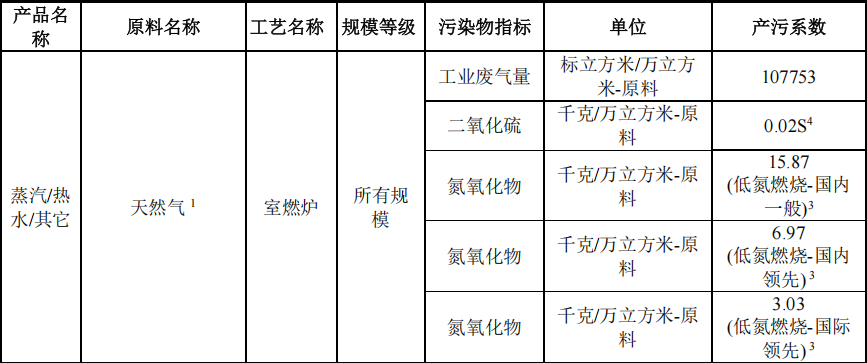 产品名
称
原料名称
工艺名称
规模等级
污染物指标
单位
产污系数
蒸汽/热
水/其它
天然气1
室燃炉
所有规
模
工业废气量
标立方米/万立方
米-原料
107753
二氧化硫
千克/万立方米-原
料
0.02S4
氮氧化物
千克/万立方米-原
料
15.87
(低氮燃烧-国内
一般)3
氮氧化物
千克/万立方米-原
料
6.97
(低氮燃烧-国内
领先)3
氮氧化物
千克/万立方米-原
料
3.03
(低氮燃烧-国际
领先)3